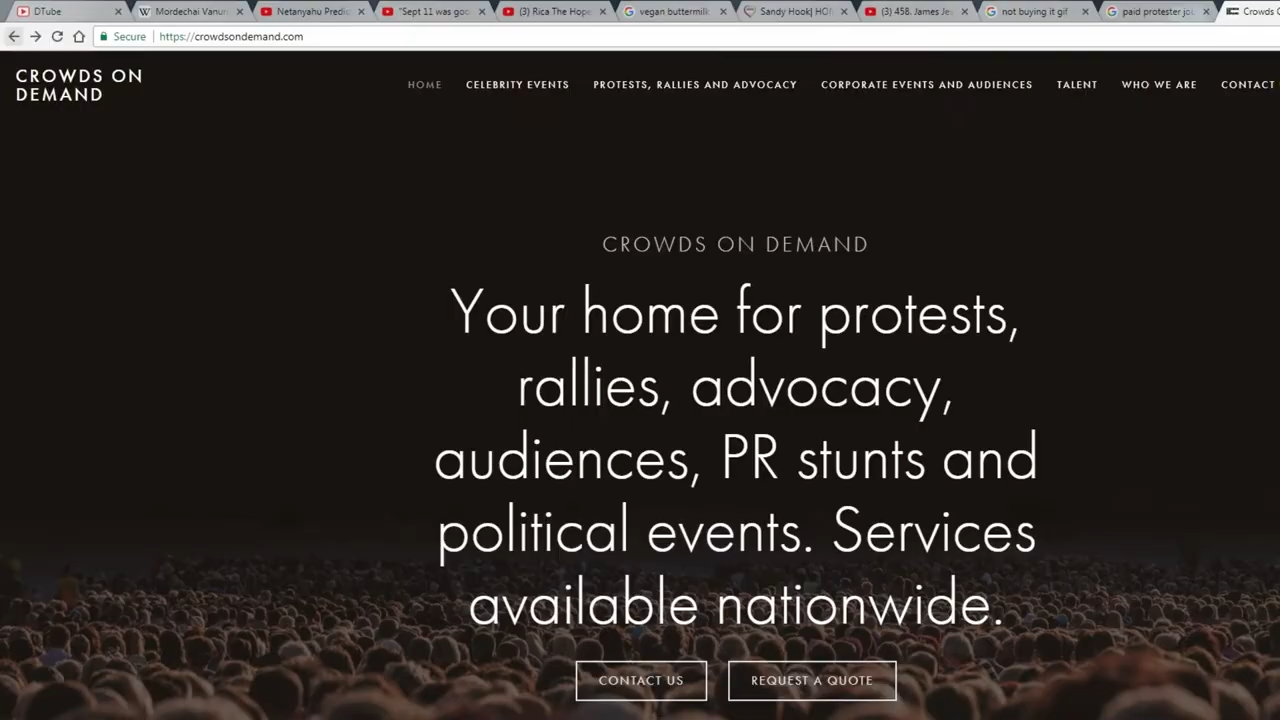 DTube
Mordechai Vanun
Netanyahu Predic
"Sept 11 was goo
(3) Rica The Hope
vegan buttermilk
Sandy Hook| HO
(3) 458. James Je
not buying it gif
paid protester jo
Crowds
Secure
https://crowdsondemand.com
CROWDS ON
DEMAND
HOME
CELEBRITY EVENTS
PROTESTS, RALLIES AND ADVOCACY
CORPORATE EVENTS AND AUDIENCES
TALENT
WHO WE ARE
CONTACT
CROWDS ON DEMAND
Your home for protests,
rallies, advocacy,
audiences, PR stunts and
political events. Services
available nationwide.
CONTACT US
REQUEST A QUOTE